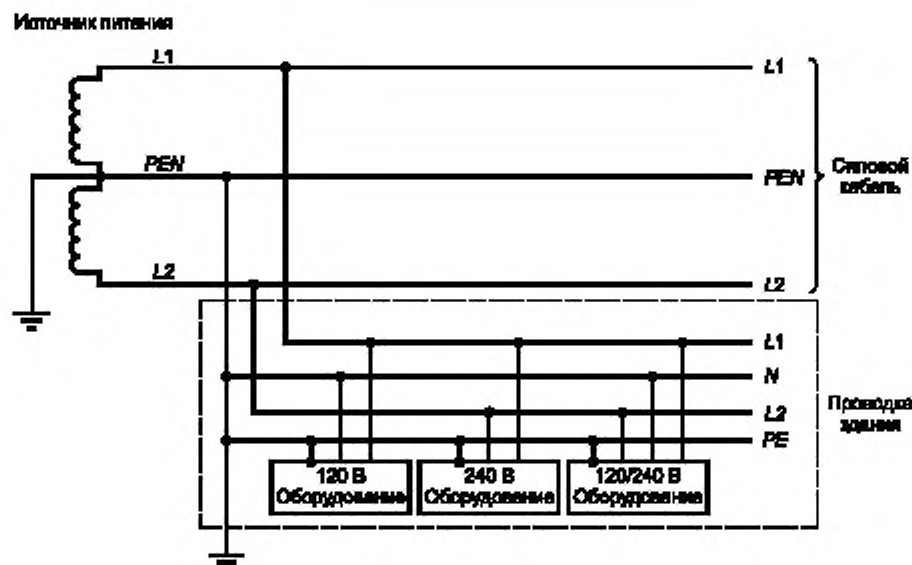 Источник питания
L1
L1
PEN
PEN
Силовой
кабель
L2
L2
L1
N
L2
Проводка
здания
PE
120 В
Оборудование
240 В
Оборудование
120/240 В
Оборудование